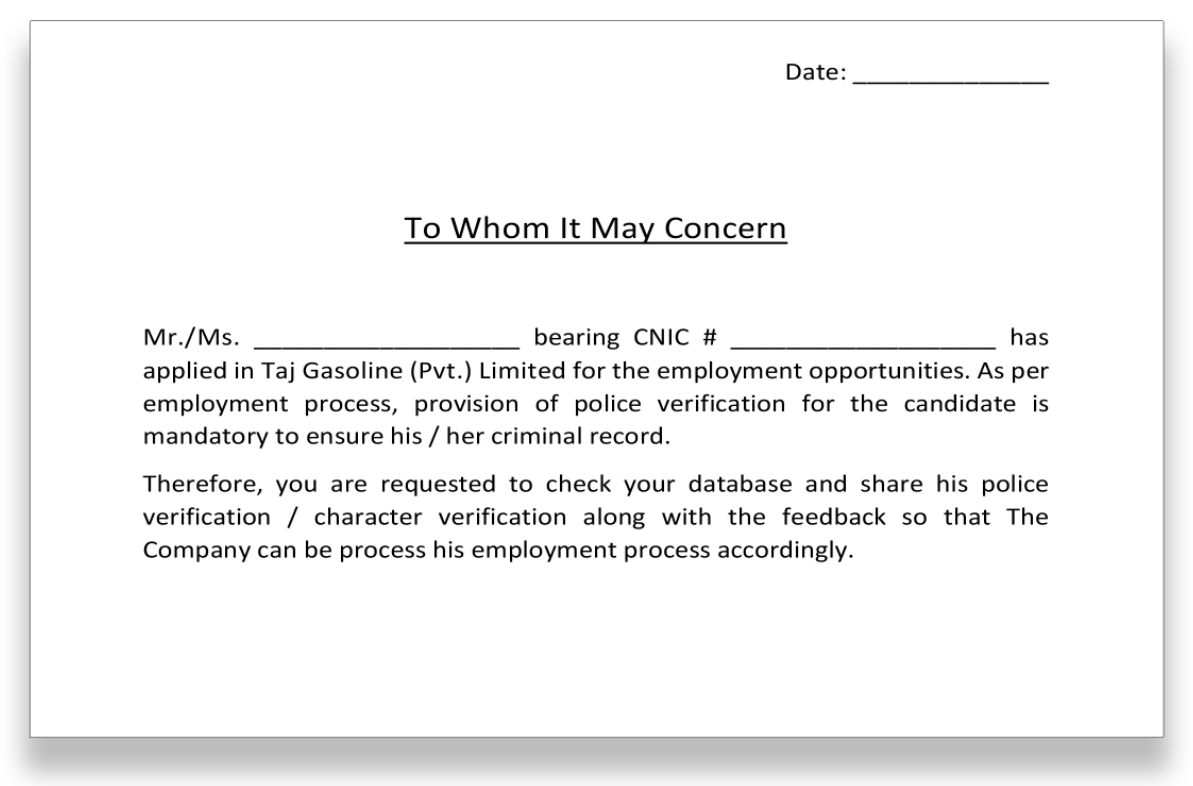 Date: ______________
To Whom It May Concern
Mr./Ms. ___________________ bearing CNIC # ___________________ has
applied in Taj Gasoline (Pvt.) Limited for the employment opportunities. As per
employment process, provision of police verification for the candidate is
mandatory to ensure his / her criminal record.
Therefore, you are requested to check your database and share his police
verification / character verification along with the feedback so that The
Company can be process his employment process accordingly.